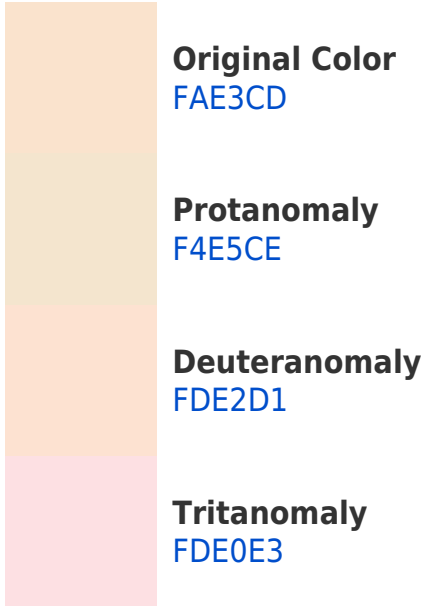 Original Color
FAE3CD
Protanomaly
F4E5CE
Deuteranomaly
FDE2D1
Tritanomaly
FDE0E3